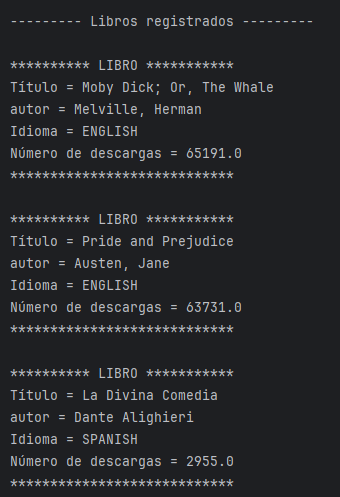 --------- Libros registrados ---------
********** LIBRO ***********
Título = Moby Dick; Or, The Whale
autor = Melville, Herman
Idioma = ENGLISH
Número de descargas = 65191.0
****************************
********** LIBRO ***********
Título = Pride and Prejudice
autor = Austen, Jane
Idioma = ENGLISH
Número de descargas = 63731.0
****************************
********** LIBRO ***********
Título = La Divina Comedia
autor = Dante Alighieri
Idioma = SPANISH
Número de descargas = 2955.0
****************************